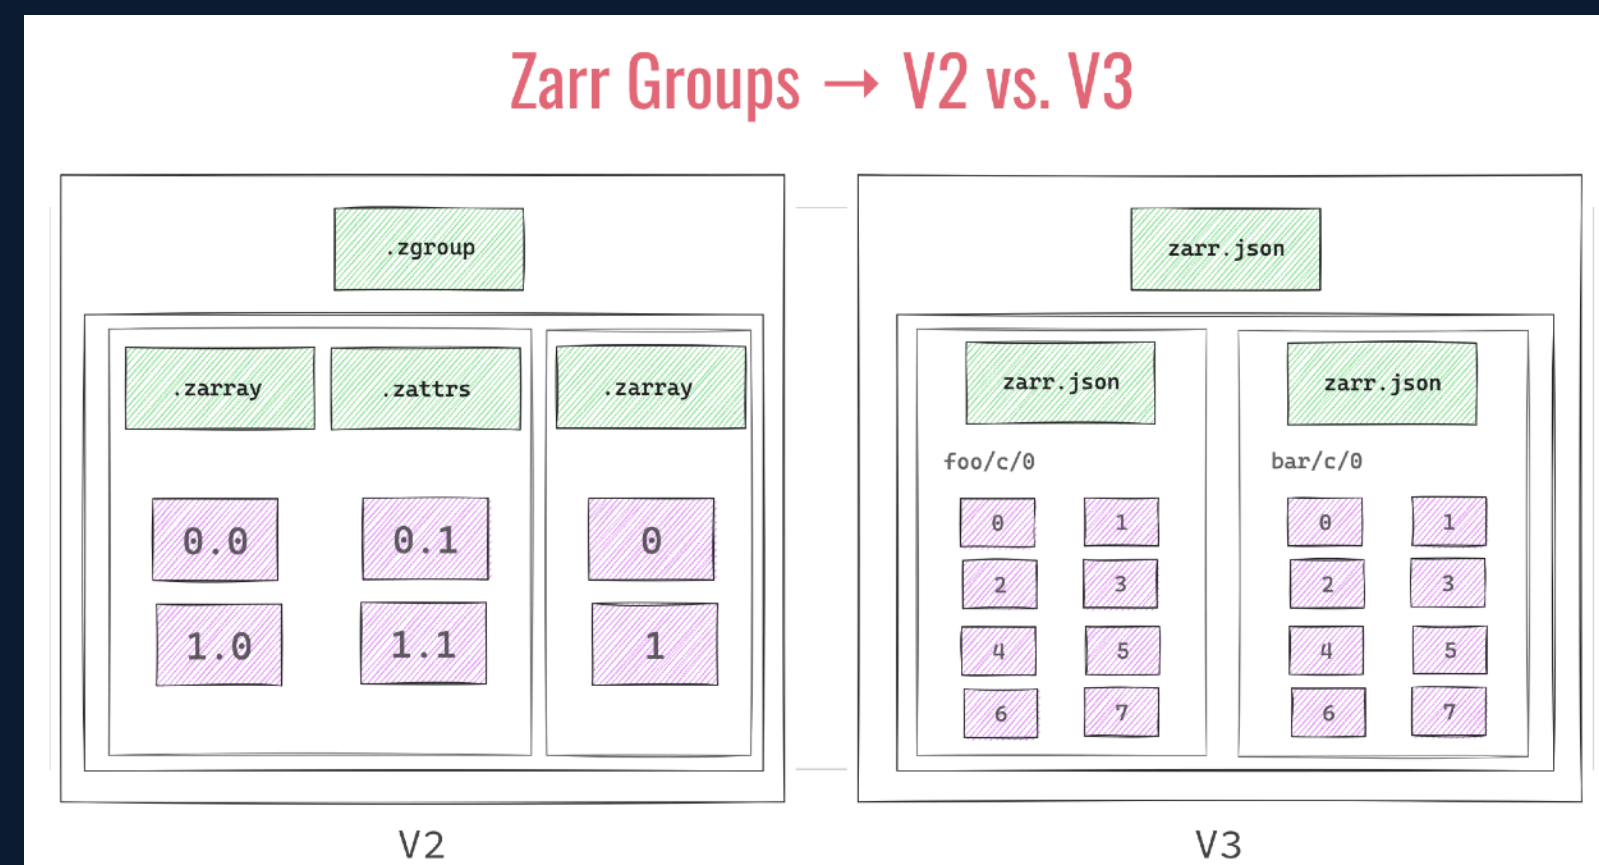 Zarr Groups → V2 vs. V3
.zgroup
.zarray .zattrs .zarray
0.0 0.1 0
1.0 1.1 1
V2
zarr.json
zarr.json zarr.json
foo/c/0 bar/c/0
0 1 0 1
2 3 2 3
4 5 4 5
6 7 6 7
V3